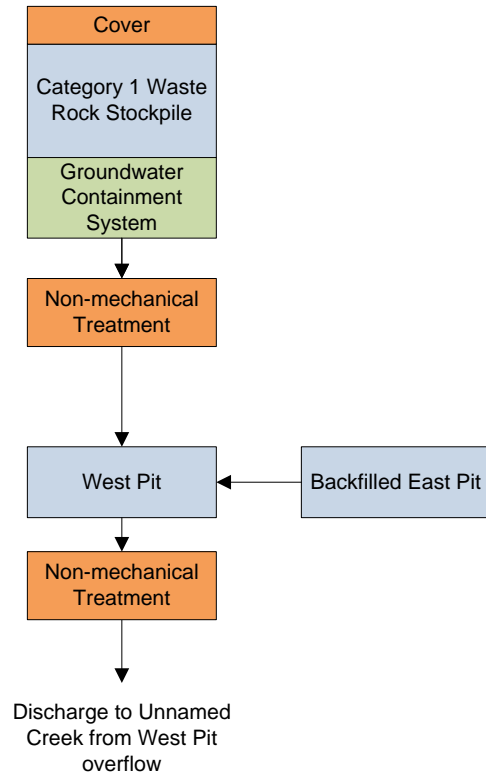 Cover
Category 1 Waste
Rock Stockpile
Groundwater
Containment
System
Non-mechanical
Treatment
West Pit
Backfilled East Pit
Non-mechanical
Treatment
Discharge to Unnamed
Creek from West Pit
overflow